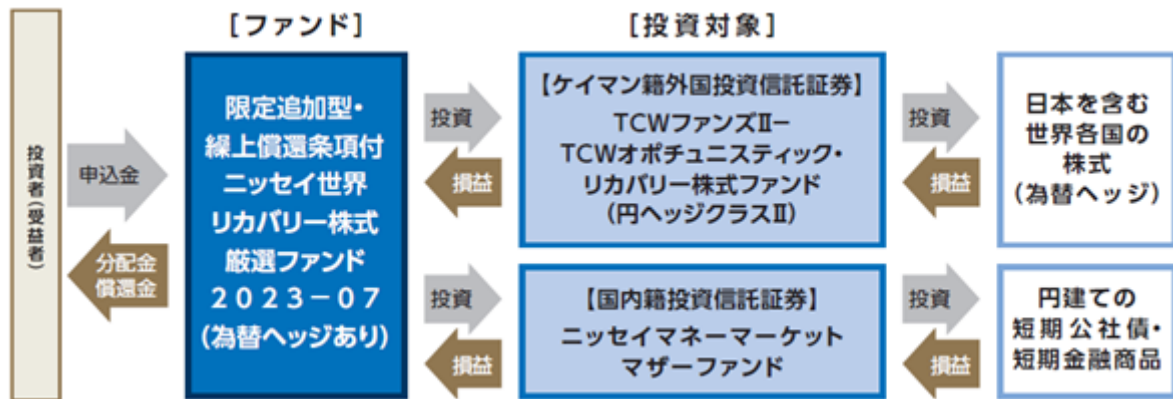 [ファンド]
[投資対象]
投資者(受益者)
申込金
分配金
償還金
限定追加型・
繰上償還条項付
ニッセイ世界
リカバリー株式
厳選ファンド
2023-07
(為替ヘッジあり)
投資
損益
【ケイマン籍外国投資信託証券】
TCWファンズⅡー
TCWオポチュニスティック・
リカバリー株式ファンド
(円ヘッジクラスⅡ)
投資
損益
日本を含む
世界各国の
株式
(為替ヘッジ)
投資
損益
【国内籍投資信託証券】
ニッセイマネーマーケット
マザーファンド
投資
損益
円建ての
短期公社債・
短期金融商品